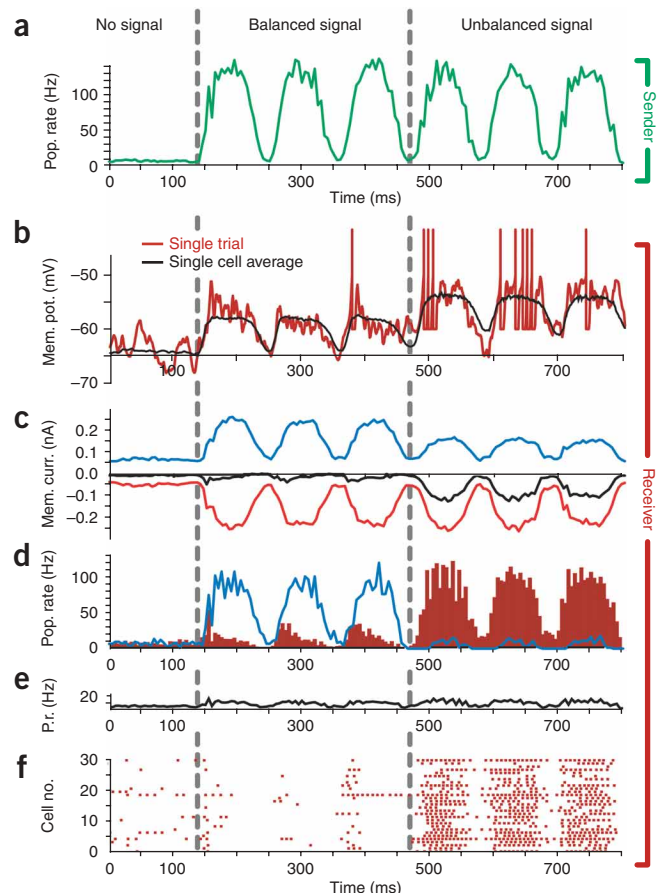 No signal Balanced signal Unbalanced signal
a
Pop. rate (Hz)
100
50
0
0 100 300 500 700
Time (ms)
Sender
b
Single trial
Single cell average
Mem. pot. (mV)
−50
−60
−70
100 300 500 700
c
Mem. curr. (nA)
0.2
0.1
0.0
−0.1
−0.2
Receiver
d
Pop. rate (Hz)
100
50
0
0 100 300 500 700
e
P.r. (Hz)
20
0 100 300 500 700
f
Cell no.
30
20
10
0
0 100 300 500 700
Time (ms)